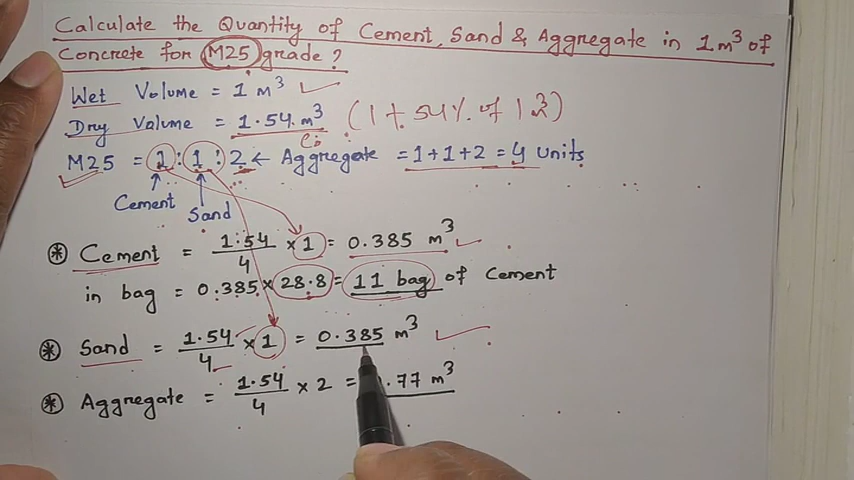 Calculate the Quantity of Cement, Sand & Aggregate in 1m³ of
Concrete for M25 grade?
Wet Volume = 1 m³
Dry Volume = 1.54 m³ (1 + 54% of 1 m³)
M25 = 1 : 1 : 2 ← Aggregate = 1+1+2 = 4 Units
Cement Sand
Cement = 1.54/4 × 1 = 0.385 m³
in bag = 0.385 × 28.8 = 11 bag of Cement
Sand = 1.54/4 × 1 = 0.385 m³
Aggregate = 1.54/4 × 2 = .77 m³